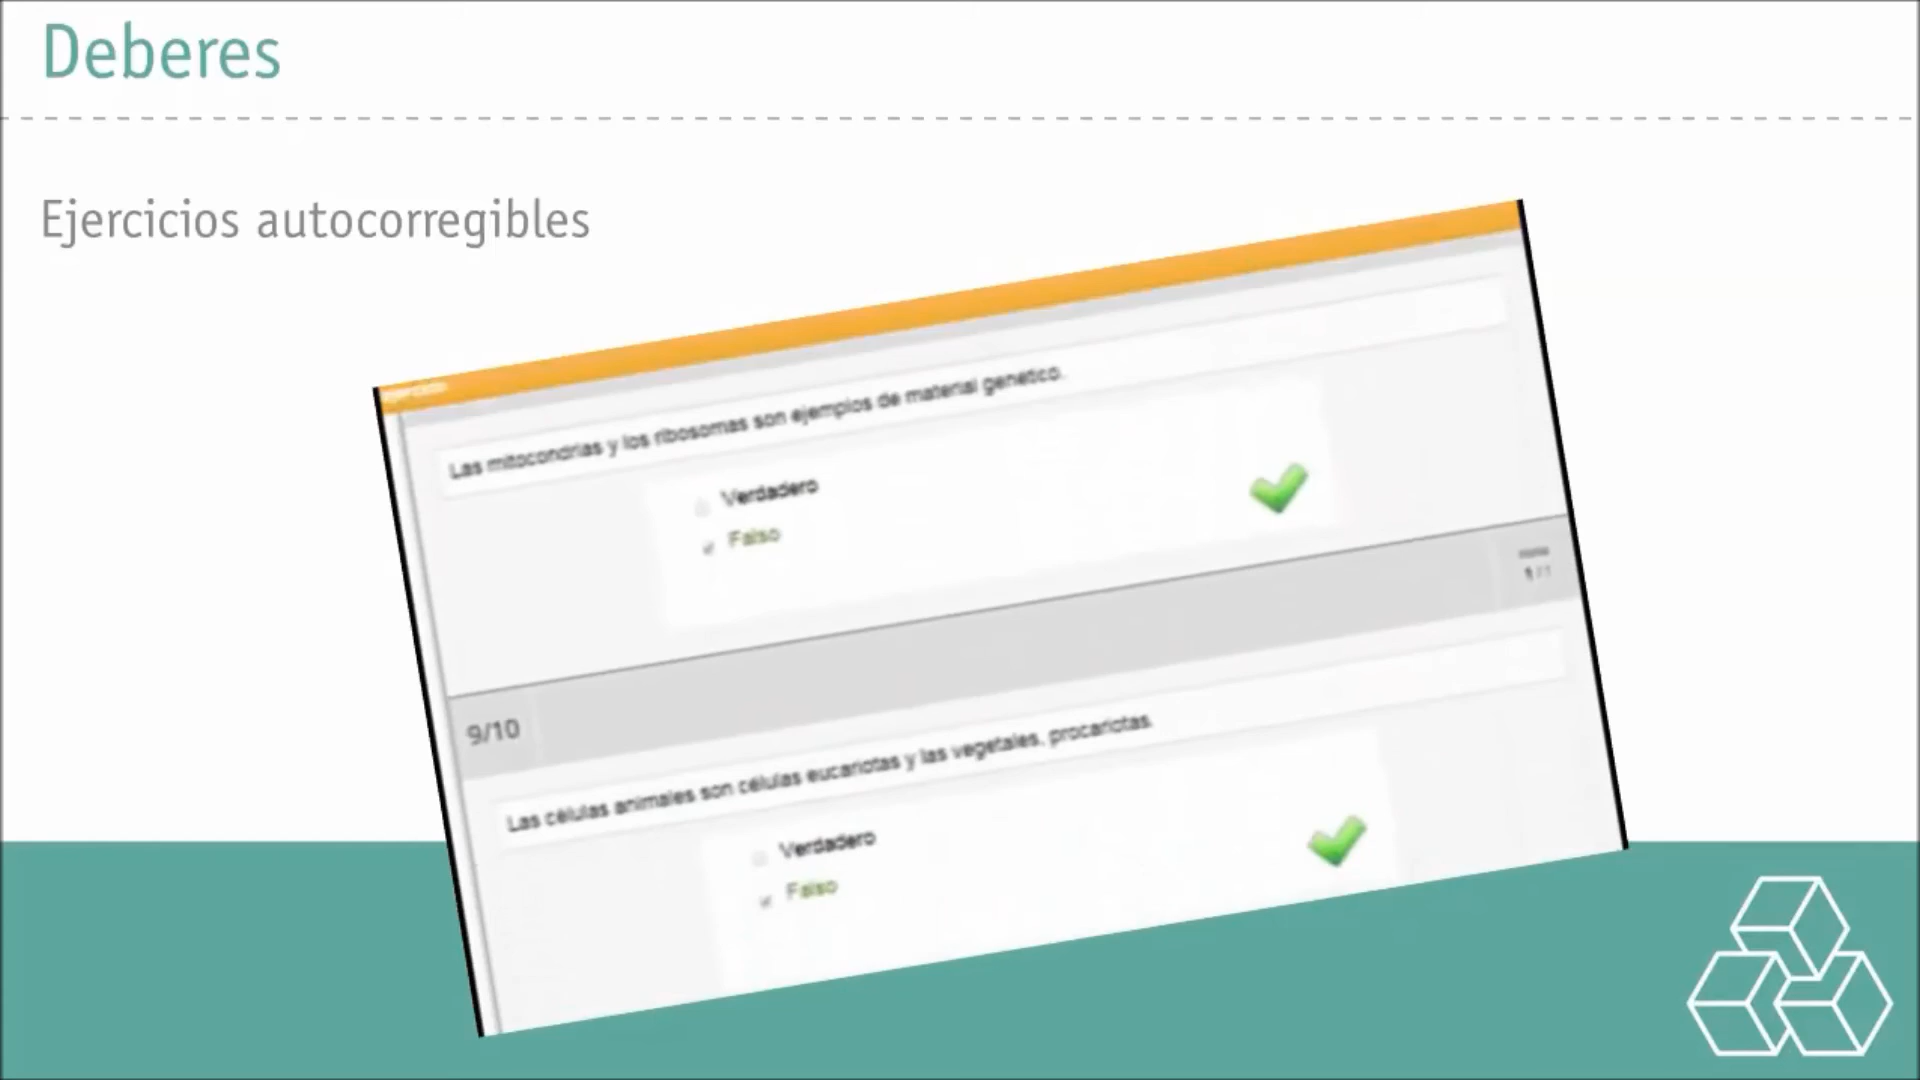 Deberes
Ejercicios autocorregibles
Las mitocondrias y los ribosomas son ejemplos de material genético.
Verdadero
Falso
9/10
Las células animales son células eucariotas y las vegetales, procariotas.
Verdadero
Falso